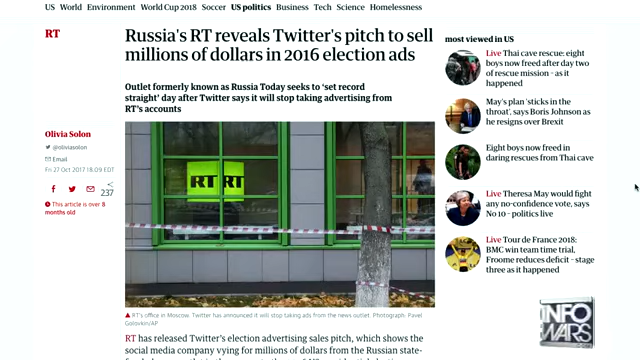 US World Environment World Cup 2018 Soccer US politics Business Tech Science Homelessness
RT
Russia's RT reveals Twitter's pitch to sell
millions of dollars in 2016 election ads
Outlet formerly known as Russia Today seeks to 'set record
straight' day after Twitter says it will stop taking advertising from
RT's accounts
Olivia Solon
@oliviasolon
Email
Fri 27 Oct 2017 18.09 EDT
237
This article is over 8
months old
RT RT
RT's office in Moscow. Twitter has announced it will stop taking ads from the news outlet. Photograph: Pavel
Golovkin/AP
RT has released Twitter's election advertising sales pitch, which shows the
social media company vying for millions of dollars from the Russian state-
most viewed in US
Live Thai cave rescue: eight
boys now freed after day two
of rescue mission – as it
happened
May's plan 'sticks in the
throat', says Boris Johnson as
he resigns over Brexit
Eight boys now freed in
daring rescues from Thai cave
Live Theresa May would fight
any no-confidence vote, says
No 10 – politics live
Live Tour de France 2018:
BMC win team time trial,
Froome reduces deficit – stage
three as it happened
INFO
WARS